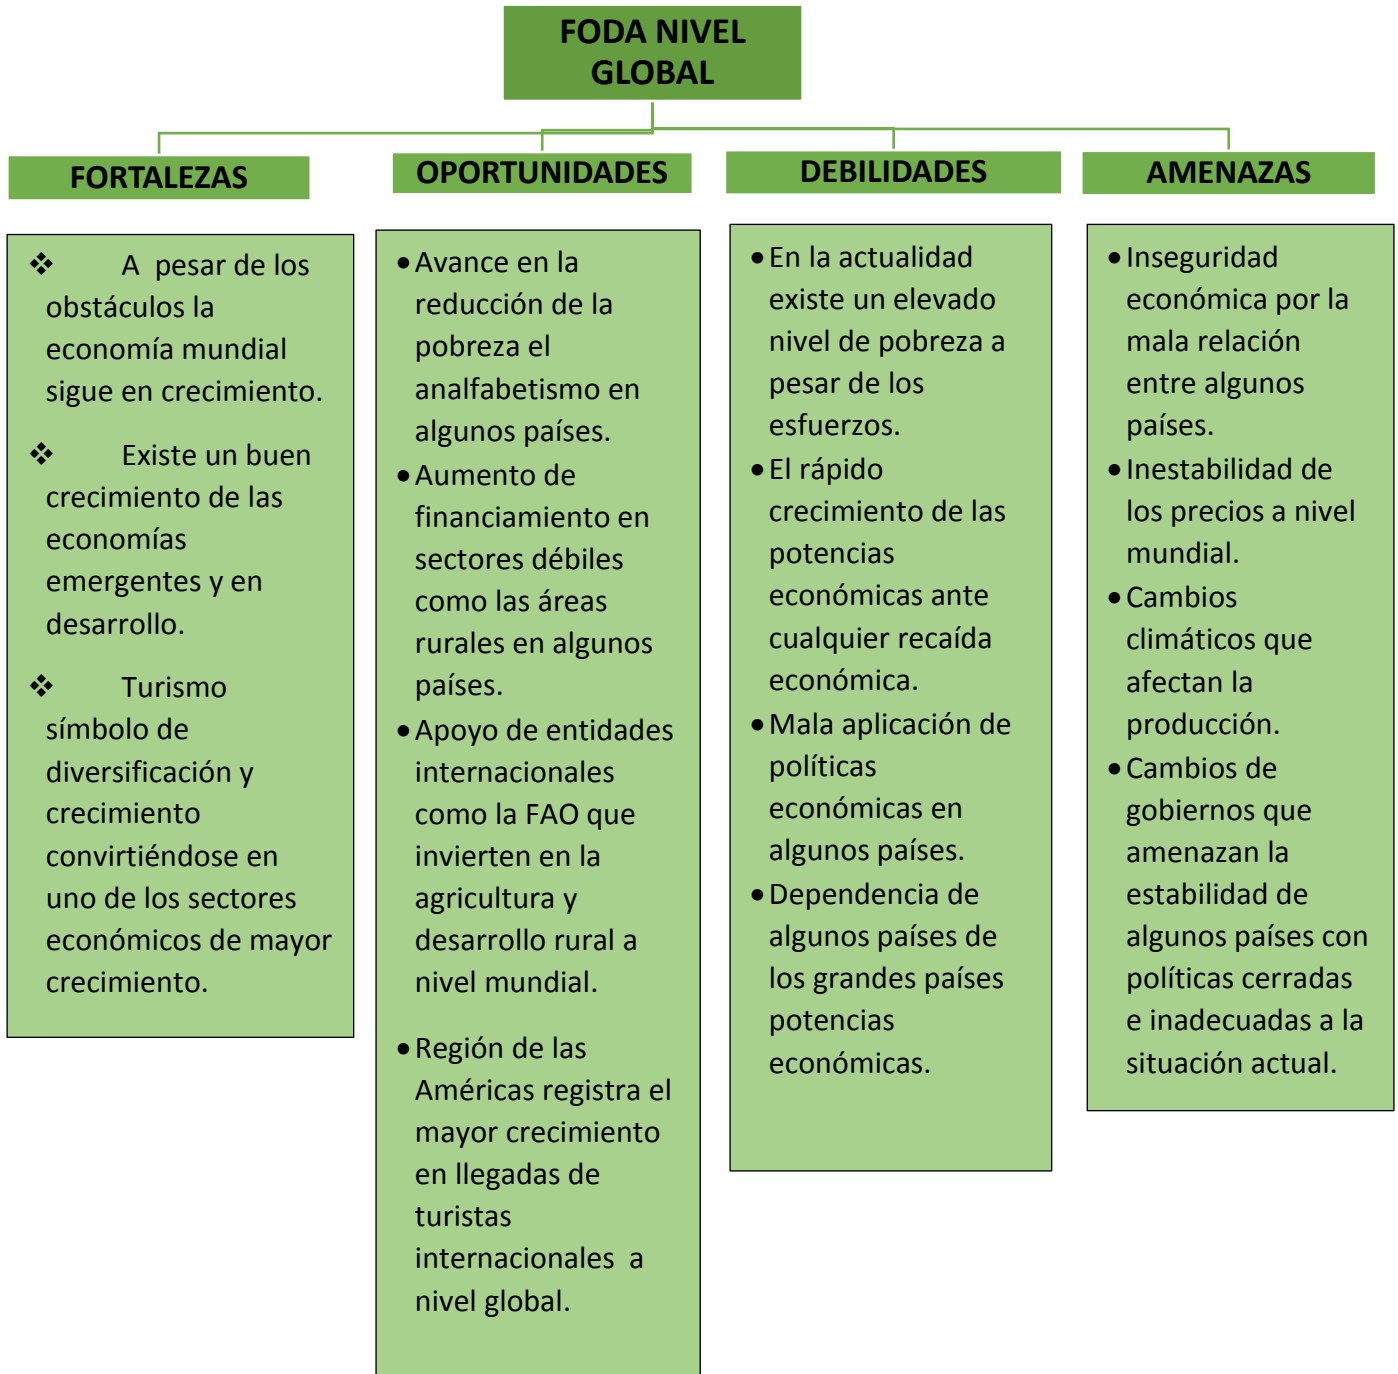 FODA NIVEL
GLOBAL
FORTALEZAS
❖ A  pesar de los
obstáculos la
economía mundial
sigue en crecimiento.
❖ Existe un buen
crecimiento de las
economías
emergentes y en
desarrollo.
❖ Turismo
símbolo de
diversificación y
crecimiento
convirtiéndose en
uno de los sectores
económicos de mayor
crecimiento.
OPORTUNIDADES
• Avance en la
reducción de la
pobreza el
analfabetismo en
algunos países.
• Aumento de
financiamiento en
sectores débiles
como las áreas
rurales en algunos
países.
• Apoyo de entidades
internacionales
como la FAO que
invierten en la
agricultura y
desarrollo rural a
nivel mundial.
• Región de las
Américas registra el
mayor crecimiento
en llegadas de
turistas
internacionales  a
nivel global.
DEBILIDADES
• En la actualidad
existe un elevado
nivel de pobreza a
pesar de los
esfuerzos.
• El rápido
crecimiento de las
potencias
económicas ante
cualquier recaída
económica.
• Mala aplicación de
políticas
económicas en
algunos países.
• Dependencia de
algunos países de
los grandes países
potencias
económicas.
AMENAZAS
• Inseguridad
económica por la
mala relación
entre algunos
países.
• Inestabilidad de
los precios a nivel
mundial.
• Cambios
climáticos que
afectan la
producción.
• Cambios de
gobiernos que
amenazan la
estabilidad de
algunos países con
políticas cerradas
e inadecuadas a la
situación actual.